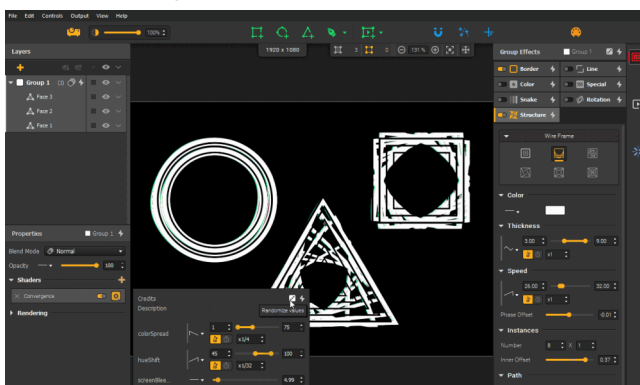 File Edit Controls Output View Help
100%
1920 x 1080
131 %
Layers
Group 1
Face 3
Face 2
Face 1
Properties
Group 1
Blend Mode Normal
Opacity 100
Shaders
Convergence
Rendering
Credits
Description
Randomize values
colorSpread 1 75
x1/4
hueShift 45 100
x1/32
screenBlee... 4.99
Group Effects Group 1
Border Line
Color Special
Snake Rotation
Structure
Wire Frame
Color
Thickness
3.00 9.00
x1
Speed
28.00 32.00
x1
Phase Offset -0.01
Instances
Number 8 X 1
Inner Offset 0.37
Path